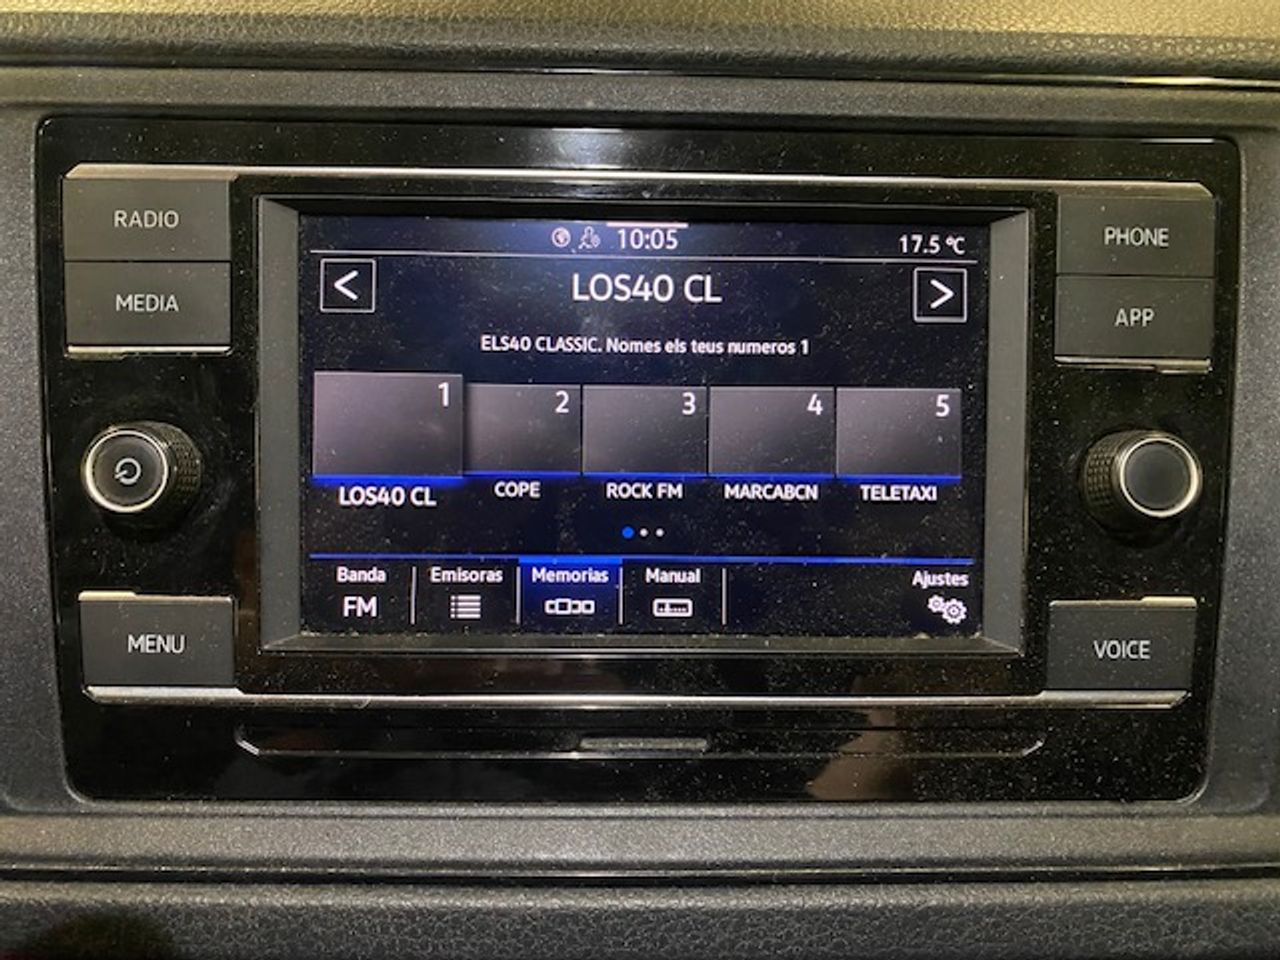 RADIO
MEDIA
MENU
10:05
17.5 °C
<
LOS40 CL
>
ELS40 CLASSIC. Nomes els teus numeros 1
1
2
3
4
5
LOS40 CL
COPE
ROCK FM
MARCABCN
TELETAXI
Banda
FM
Emisoras
Memorias
Manual
Ajustes
PHONE
APP
VOICE